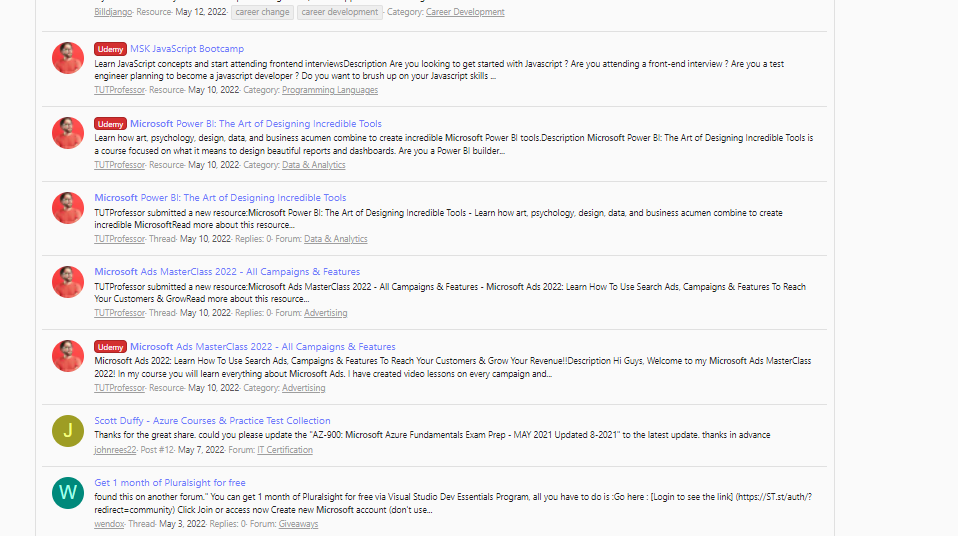 Billdjango· Resource· May 12, 2022· career change career development · Category: Career Development
Udemy MSK JavaScript Bootcamp
Learn JavaScript concepts and start attending frontend interviewsDescription Are you looking to get started with Javascript ? Are you attending a front-end interview ? Are you a test
engineer planning to become a javascript developer ? Do you want to brush up on your Javascript skills ...
TUTProfessor· Resource· May 10, 2022· Category: Programming Languages
Udemy Microsoft Power BI: The Art of Designing Incredible Tools
Learn how art, psychology, design, data, and business acumen combine to create incredible Microsoft Power BI tools.Description Microsoft Power BI: The Art of Designing Incredible Tools is
a course focused on what it means to design beautiful reports and dashboards. Are you a Power BI builder...
TUTProfessor· Resource· May 10, 2022· Category: Data & Analytics
Microsoft Power BI: The Art of Designing Incredible Tools
TUTProfessor submitted a new resource:Microsoft Power BI: The Art of Designing Incredible Tools - Learn how art, psychology, design, data, and business acumen combine to create
incredible MicrosoftRead more about this resource...
TUTProfessor· Thread· May 10, 2022· Replies: 0· Forum: Data & Analytics
Microsoft Ads MasterClass 2022 - All Campaigns & Features
TUTProfessor submitted a new resource:Microsoft Ads MasterClass 2022 - All Campaigns & Features - Microsoft Ads 2022: Learn How To Use Search Ads, Campaigns & Features To Reach
Your Customers & GrowRead more about this resource...
TUTProfessor· Thread· May 10, 2022· Replies: 0· Forum: Advertising
Udemy Microsoft Ads MasterClass 2022 - All Campaigns & Features
Microsoft Ads 2022: Learn How To Use Search Ads, Campaigns & Features To Reach Your Customers & Grow Your Revenue!!Description Hi Guys, Welcome to my Microsoft Ads MasterClass
2022! In my course you will learn everything about Microsoft Ads. I have created video lessons on every campaign and...
TUTProfessor· Resource· May 10, 2022· Category: Advertising
J
Scott Duffy - Azure Courses & Practice Test Collection
Thanks for the great share. could you please update the "AZ-900: Microsoft Azure Fundamentals Exam Prep - MAY 2021 Updated 8-2021" to the latest update. thanks in advance
johnrees22· Post #12· May 7, 2022· Forum: IT Certification
W
Get 1 month of Pluralsight for free
found this on another forum." You can get 1 month of Pluralsight for free via Visual Studio Dev Essentials Program, all you have to do is :Go here : [Login to see the link] (https://ST.st/auth/?
redirect=community) Click Join or access now Create new Microsoft account (don't use...
wendox· Thread· May 3, 2022· Replies: 0· Forum: Giveaways